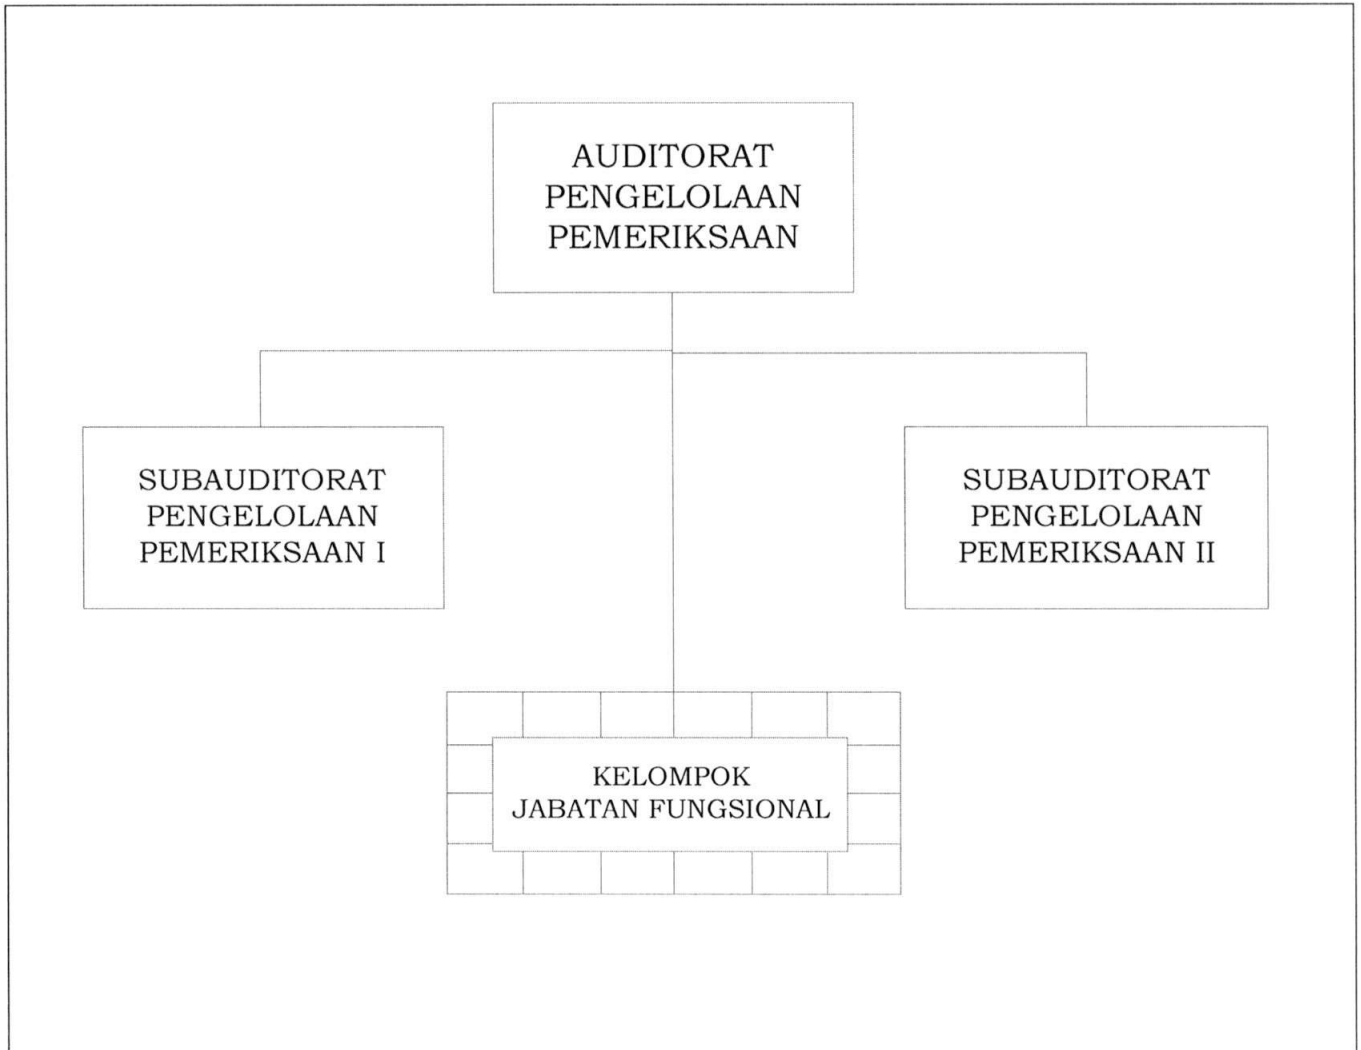 AUDITORAT
PENGELOLAAN
PEMERIKSAAN
SUBAUDITORAT
PENGELOLAAN
PEMERIKSAAN I
SUBAUDITORAT
PENGELOLAAN
PEMERIKSAAN II
KELOMPOK
JABATAN FUNGSIONAL